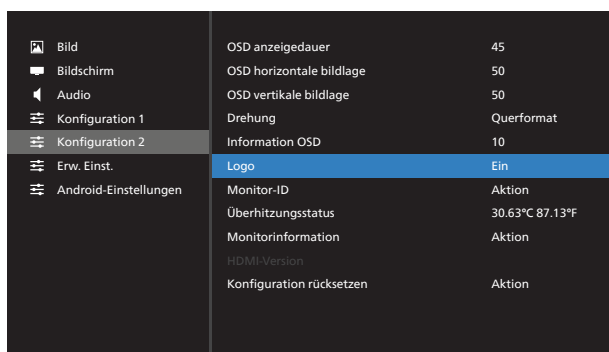 Bild
Bildschirm
Audio
Konfiguration 1
Konfiguration 2
Erw. Einst.
Android-Einstellungen
OSD anzeigedauer 45
OSD horizontale bildlage 50
OSD vertikale bildlage 50
Drehung Querformat
Information OSD 10
Logo Ein
Monitor-ID Aktion
Überhitzungsstatus 30.63°C 87.13°F
Monitorinformation Aktion
HDMI-Version
Konfiguration rücksetzen Aktion